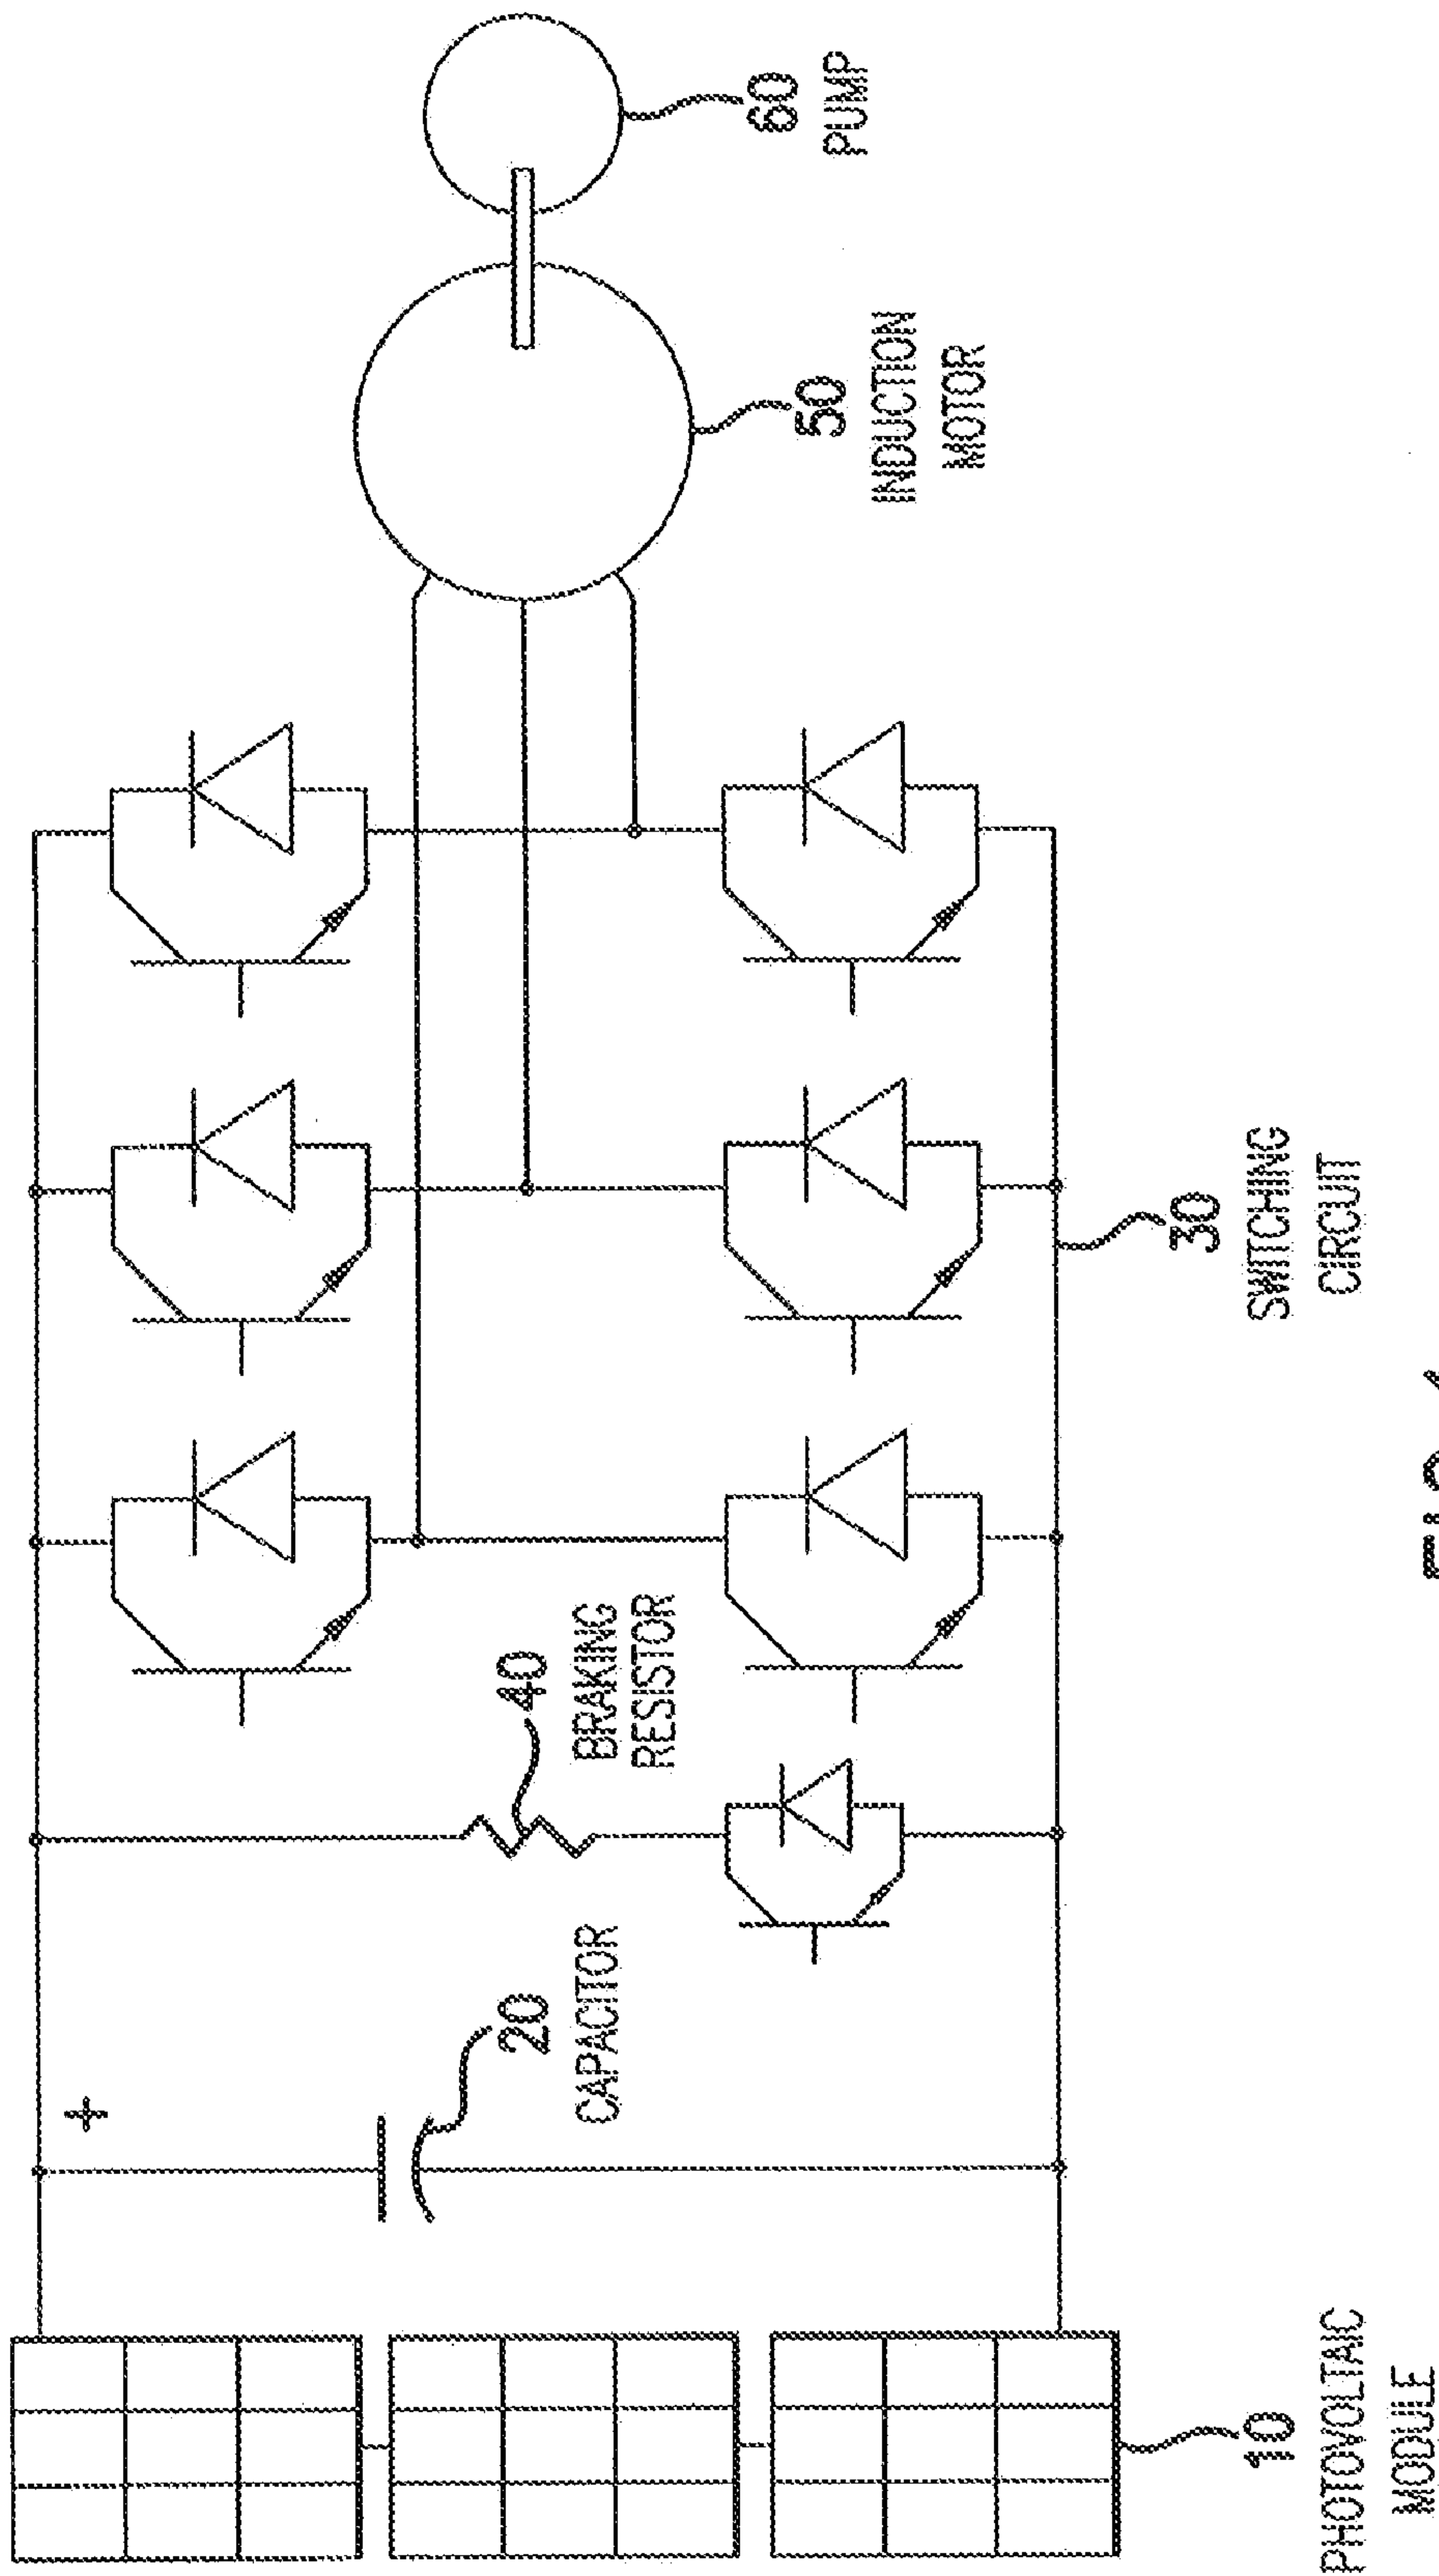 60
PUMP
50
INDUCTION
MOTOR
30
SWITCHING
CIRCUIT
40
BRAKING
RESISTOR
+
20
CAPACITOR
10
PHOTOVOLTAIC
MODULE